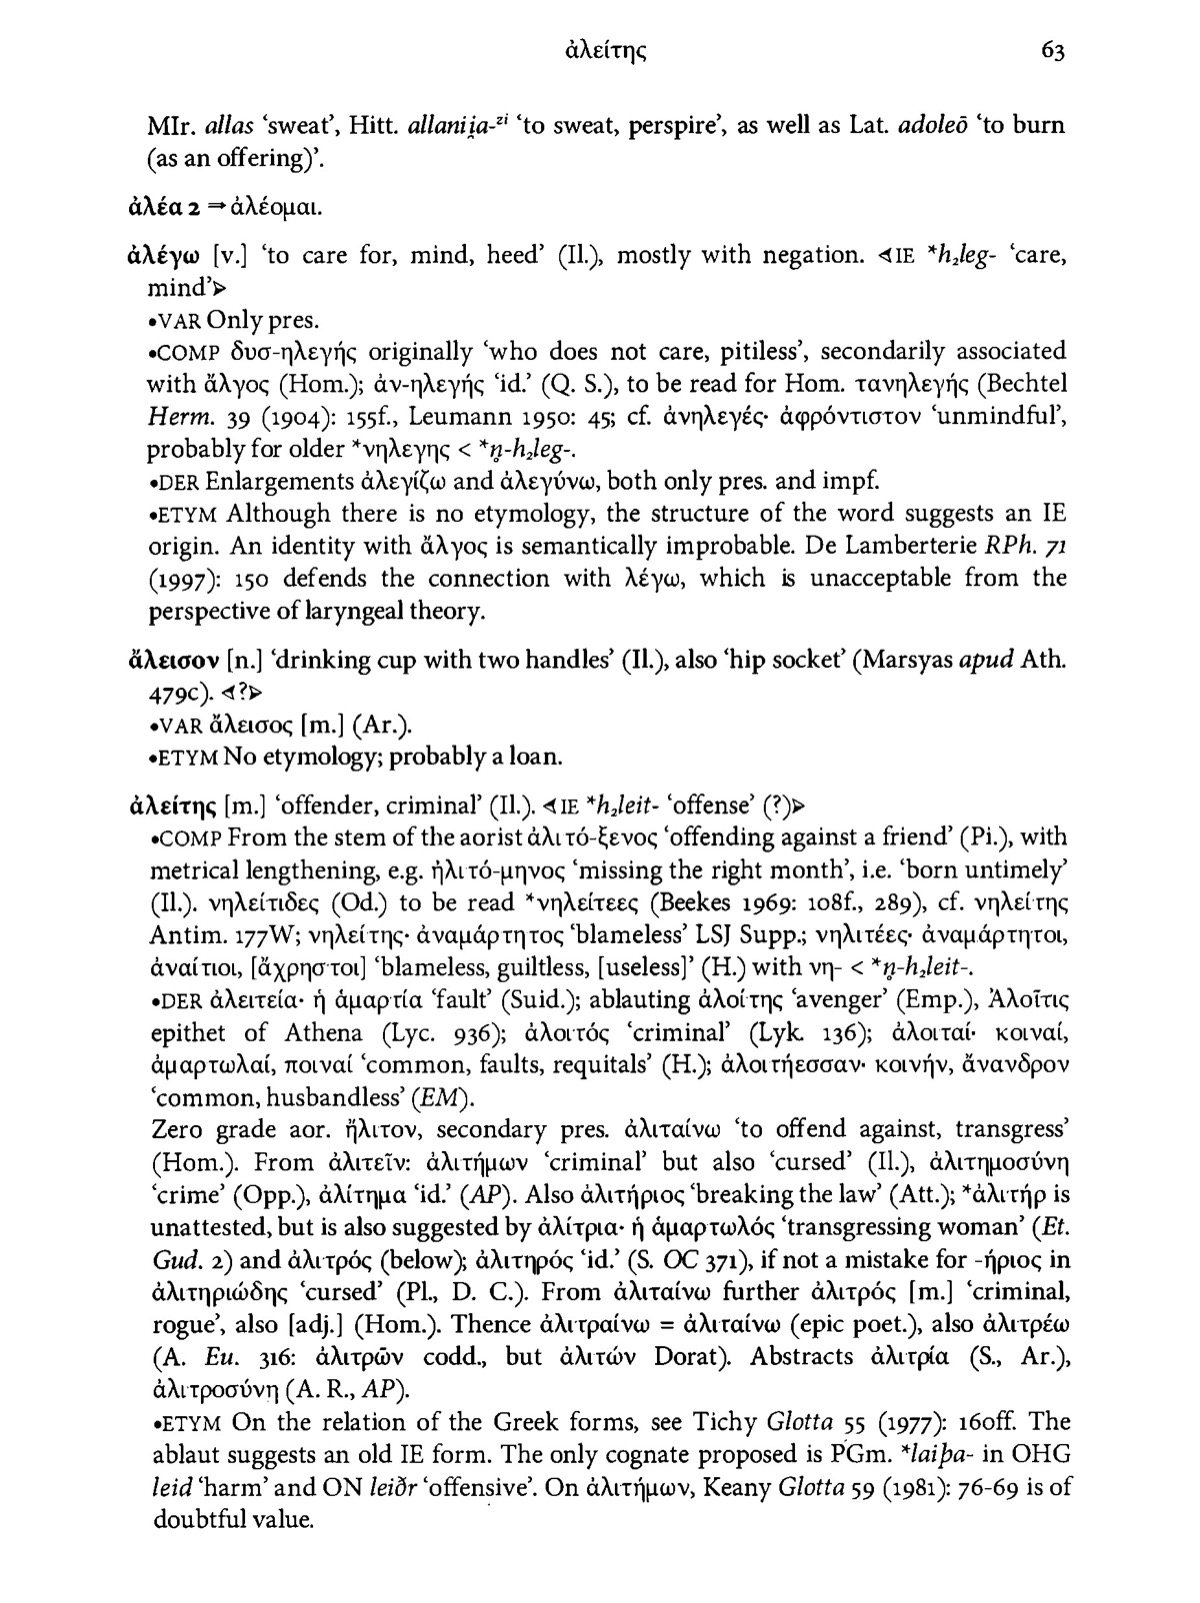 ἀλείτης 63
MIr. allas ‘sweat’, Hitt. allanii̯a-zi ‘to sweat, perspire’, as well as Lat. adoleō ‘to burn
(as an offering)’.
ἀλέα 2 ⇒ ἀλέομαι.
ἀλέγω [v.] ‘to care for, mind, heed’ (Il.), mostly with negation. ⊲IE *h₂leg- ‘care,
mind’⊳
•VAR Only pres.
•COMP δυσ-ηλεγής originally ‘who does not care, pitiless’, secondarily associated
with ἄλγος (Hom.); ἀν-ηλεγής ‘id.’ (Q. S.), to be read for Hom. τανηλεγής (Bechtel
Herm. 39 (1904): 155f., Leumann 1950: 45; cf. ἀνηλεγές· ἀφρόντιστον ‘unmindful’,
probably for older *νηλεγης < *n̥-h₂leg-.
•DER Enlargements ἀλεγίζω and ἀλεγύνω, both only pres. and impf.
•ETYM Although there is no etymology, the structure of the word suggests an IE
origin. An identity with ἄλγος is semantically improbable. De Lamberterie RPh. 71
(1997): 150 defends the connection with λέγω, which is unacceptable from the
perspective of laryngeal theory.
ἄλεισον [n.] ‘drinking cup with two handles’ (Il.), also ‘hip socket’ (Marsyas apud Ath.
479c). ⊲?⊳
•VAR ἄλεισος [m.] (Ar.).
•ETYM No etymology; probably a loan.
ἀλείτης [m.] ‘offender, criminal’ (Il.). ⊲IE *h₂leit- ‘offense’ (?)⊳
•COMP From the stem of the aorist ἀλιτό-ξενος ‘offending against a friend’ (Pi.), with
metrical lengthening, e.g. ἠλιτό-μηνος ‘missing the right month’, i.e. ‘born untimely’
(Il.). νηλείτιδες (Od.) to be read *νηλείτεες (Beekes 1969: 108f., 289), cf. νηλείτης
Antim. 177W; νηλείτης· ἀναμάρτητος ‘blameless’ LSJ Supp.; νηλιτέες· ἀναμάρτητοι,
ἀναίτιοι, [ἄχρηστοι] ‘blameless, guiltless, [useless]’ (H.) with νη- < *n̥-h₂leit-.
•DER ἀλειτεία· ἡ ἁμαρτία ‘fault’ (Suid.); ablauting ἀλοίτης ‘avenger’ (Emp.), Ἀλοῖτις
epithet of Athena (Lyc. 936); ἀλοιτός ‘criminal’ (Lyk. 136); ἀλοιταί· κοιναί,
ἁμαρτωλαί, ποιναί ‘common, faults, requitals’ (H.); ἀλοιτήεσσαν· κοινήν, ἄνανδρον
‘common, husbandless’ (EM).
Zero grade aor. ἤλιτον, secondary pres. ἀλιταίνω ‘to offend against, transgress’
(Hom.). From ἀλιτεῖν: ἀλιτήμων ‘criminal’ but also ‘cursed’ (Il.), ἀλιτημοσύνη
‘crime’ (Opp.), ἀλίτημα ‘id.’ (AP). Also ἀλιτήριος ‘breaking the law’ (Att.); *ἀλιτήρ is
unattested, but is also suggested by ἀλίτρια· ἡ ἁμαρτωλός ‘transgressing woman’ (Et.
Gud. 2) and ἀλιτρός (below); ἀλιτηρός ‘id.’ (S. OC 371), if not a mistake for -ήριος in
ἀλιτηριώδης ‘cursed’ (Pl., D. C.). From ἀλιταίνω further ἀλιτρός [m.] ‘criminal,
rogue’, also [adj.] (Hom.). Thence ἀλιτραίνω = ἀλιταίνω (epic poet.), also ἀλιτρέω
(A. Eu. 316: ἀλιτρῶν codd., but ἀλιτών Dorat). Abstracts ἀλιτρία (S., Ar.),
ἀλιτροσύνη (A. R., AP).
•ETYM On the relation of the Greek forms, see Tichy Glotta 55 (1977): 160ff. The
ablaut suggests an old IE form. The only cognate proposed is PGm. *laiþa- in OHG
leid ‘harm’ and ON leiðr ‘offensive’. On ἀλιτήμων, Keany Glotta 59 (1981): 76-69 is of
doubtful value.